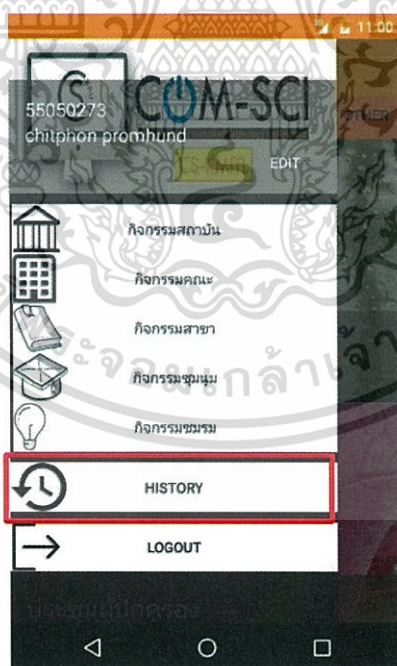 11:00
COM-SCI
55050273
chitphon promhund
OTHER
EDIT
กิจกรรมสถาบัน
กิจกรรมคณะ
กิจกรรมสาขา
กิจกรรมชุมนุม
กิจกรรมชมรม
HISTORY
LOGOUT